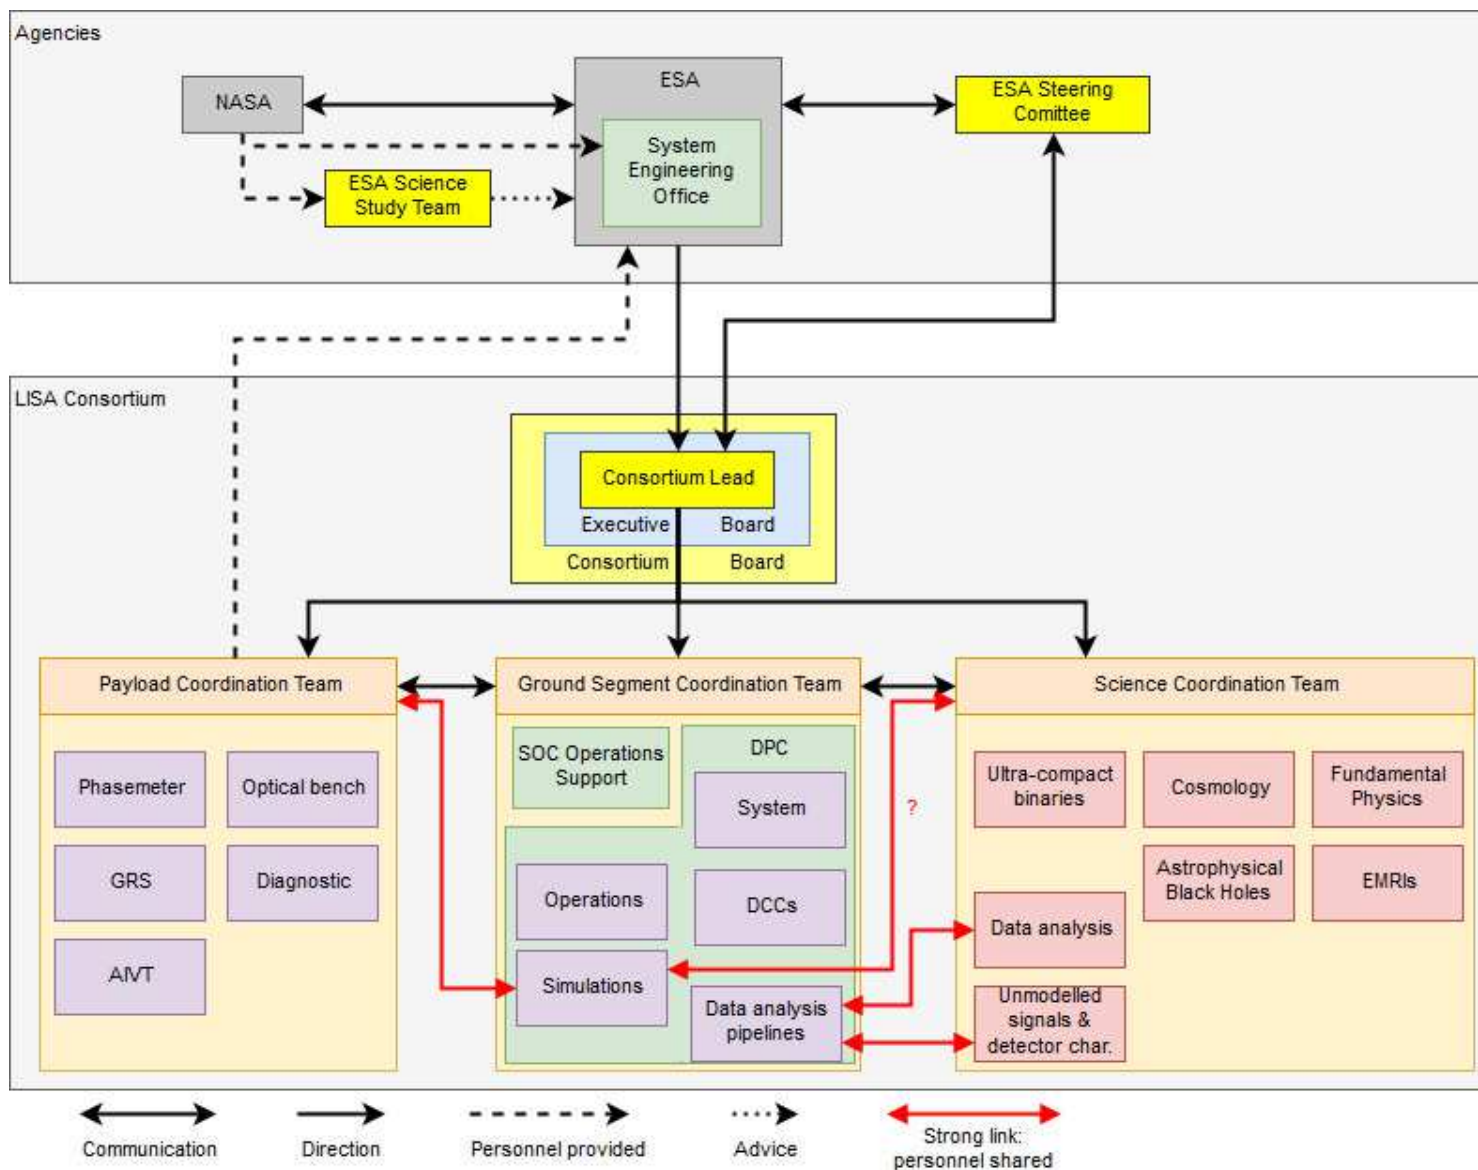 Agencies
NASA
ESA
ESA Steering
Comittee
System
Engineering
Office
ESA Science
Study Team
LISA Consortium
Consortium Lead
Executive Board
Consortium Board
Payload Coordination Team
Ground Segment Coordination Team
Science Coordination Team
Phasemeter
Optical bench
GRS
Diagnostic
AIVT
SOC Operations
Support
DPC
System
Operations
DCCs
Simulations
Data analysis
pipelines
?
Ultra-compact
binaries
Cosmology
Fundamental
Physics
Astrophysical
Black Holes
EMRIs
Data analysis
Unmodelled
signals &
detector char.
Communication
Direction
Personnel provided
Advice
Strong link:
personnel shared